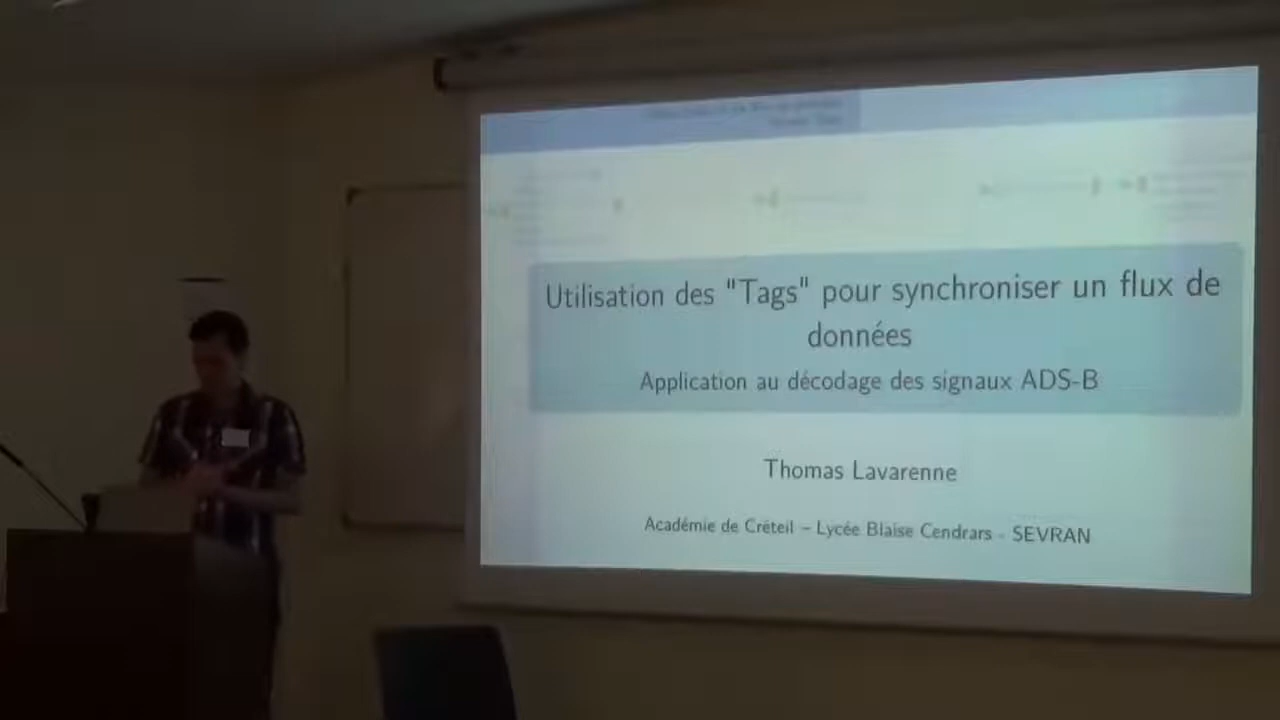 Utilisation des "Tags" pour synchroniser un flux de
données
Application au décodage des signaux ADS-B
Thomas Lavarenne
Académie de Créteil – Lycée Blaise Cendrars - SEVRAN